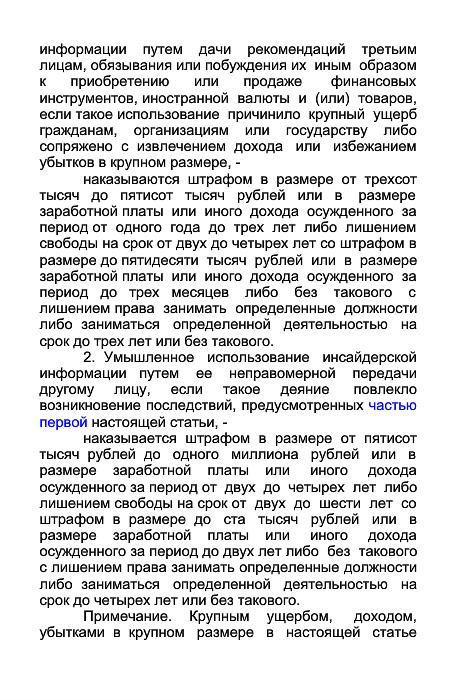 информации путем дачи рекомендаций третьим
лицам, обязывания или побуждения их иным образом
к приобретению или продаже финансовых
инструментов, иностранной валюты и (или) товаров,
если такое использование причинило крупный ущерб
гражданам, организациям или государству либо
сопряжено с извлечением дохода или избежанием
убытков в крупном размере, -
наказываются штрафом в размере от трехсот
тысяч до пятисот тысяч рублей или в размере
заработной платы или иного дохода осужденного за
период от одного года до трех лет либо лишением
свободы на срок от двух до четырех лет со штрафом в
размере до пятидесяти тысяч рублей или в размере
заработной платы или иного дохода осужденного за
период до трех месяцев либо без такового с
лишением права занимать определенные должности
либо заниматься определенной деятельностью на
срок до трех лет или без такового.
2. Умышленное использование инсайдерской
информации путем ее неправомерной передачи
другому лицу, если такое деяние повлекло
возникновение последствий, предусмотренных частью
первой настоящей статьи, -
наказывается штрафом в размере от пятисот
тысяч рублей до одного миллиона рублей или в
размере заработной платы или иного дохода
осужденного за период от двух до четырех лет либо
лишением свободы на срок от двух до шести лет со
штрафом в размере до ста тысяч рублей или в
размере заработной платы или иного дохода
осужденного за период до двух лет либо без такового
с лишением права занимать определенные должности
либо заниматься определенной деятельностью на
срок до четырех лет или без такового.
Примечание. Крупным ущербом, доходом,
убытками в крупном размере в настоящей статье